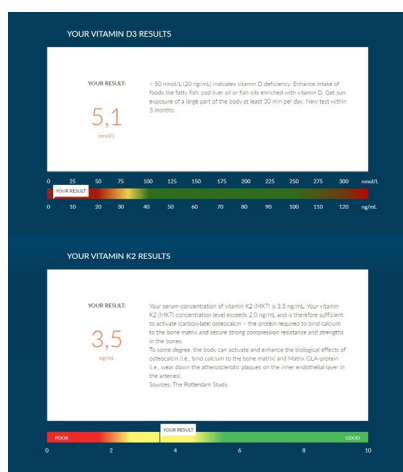 YOUR VITAMIN D3 RESULTS
YOUR RESULT:
5,1
nmol/L
< 50 nmol/L (20 ng/mL) indicates vitamin D deficiency. Enhance intake of
foods like fatty fish, cod liver oil or fish oils enriched with vitamin D. Get sun
exposure of a large part of the body at least 30 min per day. New test within
3 months
0 25 50 75 100 125 150 175 200 225 250 275 300 nmol/L
YOUR RESULT
0 10 20 30 40 50 60 70 80 90 100 110 120 ng/mL
YOUR VITAMIN K2 RESULTS
YOUR RESULT:
3,5
ng/mL
Your serum-concentration of vitamin K2 (MK7) is 3,5 ng/mL. Your vitamin
K2 (MK7) concentration level exceeds 2,0 ng/mL and is therefore sufficient
to activate (carboxylate) osteocalcin – the protein required to bind calcium
to the bone matrix and secure strong compression resistance and strengths
in the bones.
To some degree, the body can activate and enhance the biological effects of
osteocalcin (i.e., bind calcium to the bone matrix) and Matrix GLA-protein
(i.e., wear down the atherosclerotic plaques on the inner endothelial layer in
the arteries).
Sources: The Rotterdam Study.
YOUR RESULT
POOR GOOD
0 2 4 6 8 10